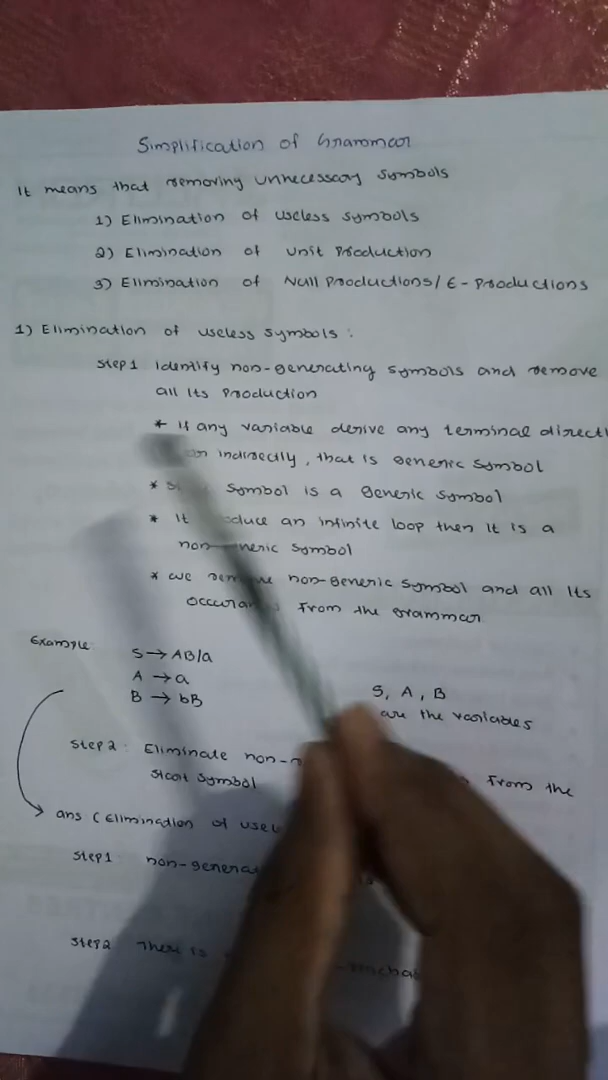 Simplification of Grammar
It means that removing unnecessary symbols
1) Elimination of useless symbols
2) Elimination of unit production
3) Elimination of Null productions/ ε- productions
1) Elimination of useless symbols :
Step 1 Identify non-generating symbols and remove
all its production
* If any variable derive any terminal directl
indirectly, that is generic symbol
* symbol is a generic symbol
* It an infinite loop then it is a
symbol
* we non-generic symbol and all its
from the grammar
Example
S → AB/a
A → a
B → bB
S, A, B
are the variables
Step 2 : Eliminate from the
start symbol
ans (Elimination of
Step 1
Step 2 There is